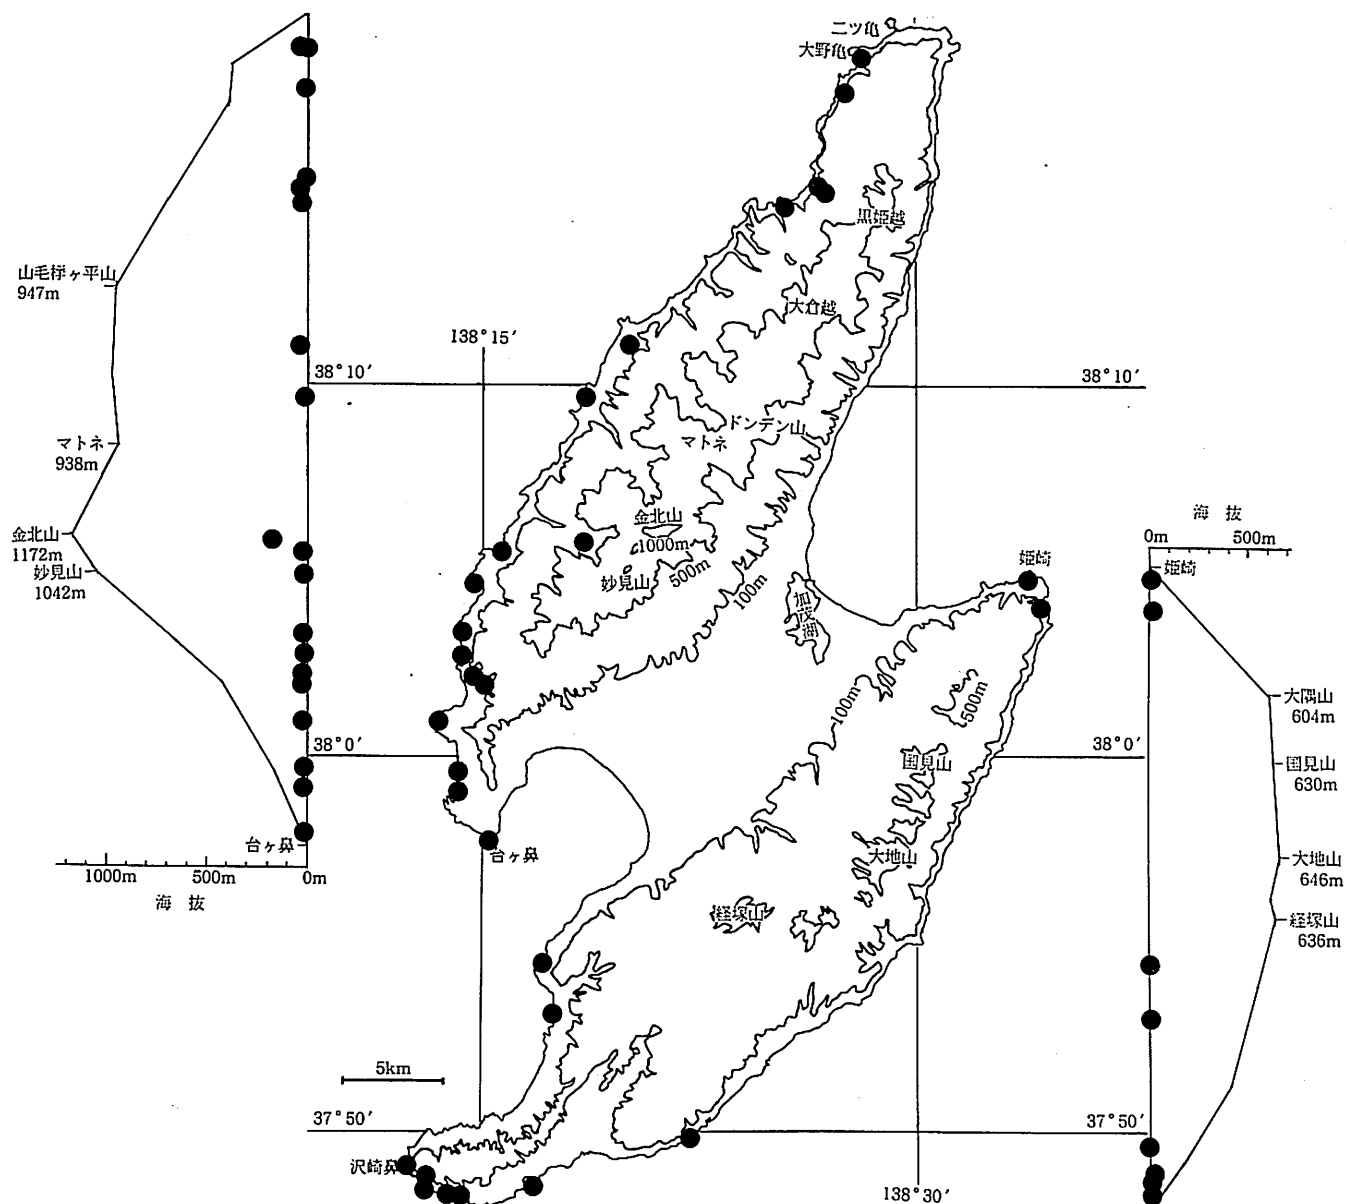 二ツ亀
大野亀
黒姫越
山毛欅ヶ平山
947m
大倉越
138°15′
38°10′
38°10′
ドンデン山
マトネ
マトネ
938m
海 抜
金北山
1172m
金北山
1000m
0m
500m
妙見山
1042m
妙見山
500m
100m
姫崎
姫崎
加茂湖
100m
500m
大隅山
604m
38°0′
38°0′
国見山
国見山
630m
台ヶ鼻
台ヶ鼻
大地山
大地山
646m
1000m
500m
0m
海 抜
経塚山
経塚山
636m
5km
37°50′
37°50′
沢崎鼻
138°30′